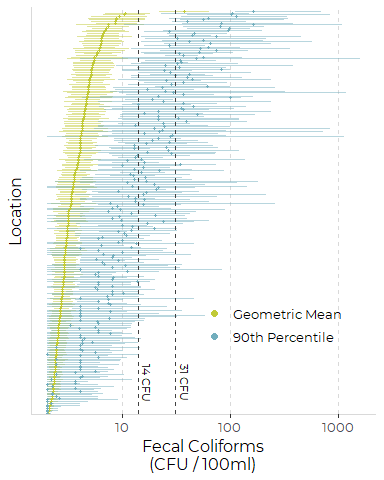 Location
Geometric Mean
90th Percentile
14 CFU
31 CFU
10
100
1000
Fecal Coliforms
(CFU / 100ml)